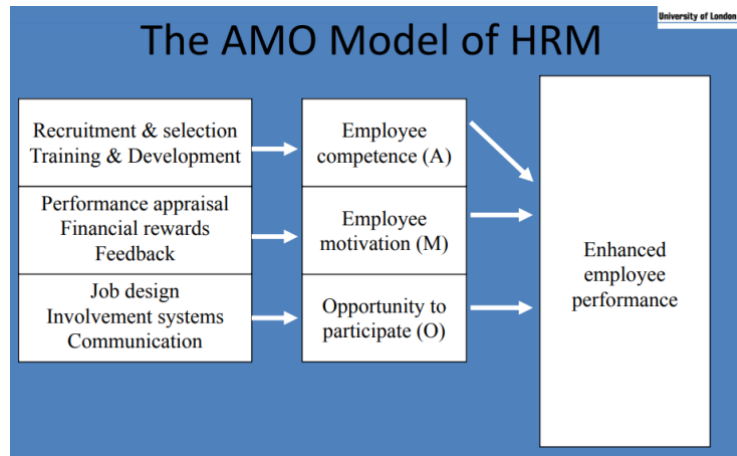 University of London
The AMO Model of HRM
Recruitment & selection
Training & Development
Employee
competence (A)
Performance appraisal
Financial rewards
Feedback
Employee
motivation (M)
Job design
Involvement systems
Communication
Opportunity to
participate (O)
Enhanced
employee
performance